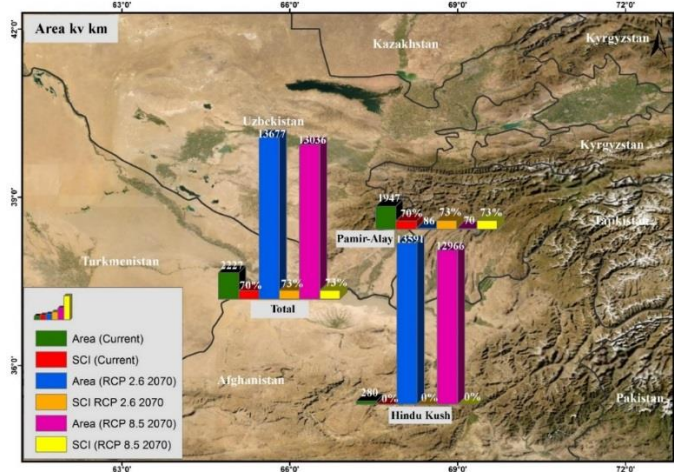 63°0' 66°0' 69°0' 72°0'
42°0'
Area kv km
Kazakhstan
Kyrgyzstan
Uzbekistan
13677
13036
Kyrgyzstan
39°0'
1947
70% 86 73% 70 73%
Tajikistan
Pamir-Alay
13591
12966
Turkmenistan
2227
70% 73% 73%
Total
Area (Current)
SCI (Current)
Area (RCP 2.6 2070)
SCI RCP 2.6 2070
Area (RCP 8.5 2070)
SCI (RCP 8.5 2070)
36°0'
Afghanistan
280
0% 0% 0%
Hindu Kush
Pakistan
63°0' 66°0' 69°0' 72°0'